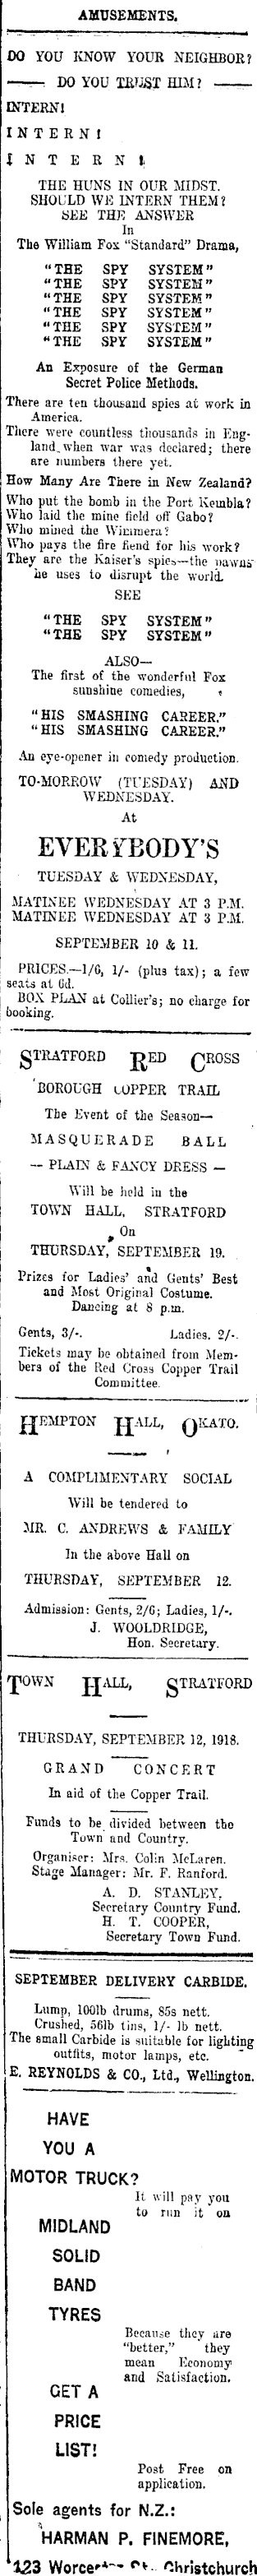 AMUSEMENTS.
DO YOU KNOW YOUR NEIGHBOR?
DO YOU TRUST HIM?
INTERN!
INTERN!
INTERN!
THE HUNS IN OUR MIDST.
SHOULD WE INTERN THEM?
SEE THE ANSWER
In
The William Fox "Standard" Drama,
"THE SPY SYSTEM"
"THE SPY SYSTEM"
"THE SPY SYSTEM"
"THE SPY SYSTEM"
"THE SPY SYSTEM"
"THE SPY SYSTEM"
An Exposure of the German
Secret Police Methods.
There are ten thousand spies at work in
America.
There were countless thousands in Eng-
land when war was declared; there
are numbers there yet.
How Many Are There in New Zealand?
Who put the bomb in the Port Kembla?
Who laid the mine field off Gabo?
Who mined the Wimmera?
Who pays the fire fiend for his work?
They are the Kaiser's spies—the pawns
he uses to disrupt the world.
SEE
"THE SPY SYSTEM"
"THE SPY SYSTEM"
ALSO—
The first of the wonderful Fox
sunshine comedies,
"HIS SMASHING CAREER."
"HIS SMASHING CAREER."
An eye-opener in comedy production.
TO-MORROW (TUESDAY) AND
WEDNESDAY.
At
EVERYBODY'S
TUESDAY & WEDNESDAY,
MATINEE WEDNESDAY AT 3 P.M.
MATINEE WEDNESDAY AT 3 P.M.
SEPTEMBER 10 & 11.
PRICES.—1/6, 1/- (plus tax); a few
seats at 6d.
BOX PLAN at Collier's; no charge for
booking.
STRATFORD RED CROSS
BOROUGH COPPER TRAIL
The Event of the Season—
MASQUERADE BALL
— PLAIN & FANCY DRESS —
Will be held in the
TOWN HALL, STRATFORD
On
THURSDAY, SEPTEMBER 19.
Prizes for Ladies' and Gents' Best
and Most Original Costume.
Dancing at 8 p.m.
Gents, 3/-. Ladies, 2/-.
Tickets may be obtained from Mem-
bers of the Red Cross Copper Trail
Committee.
HEMPTON HALL, OKATO.
A COMPLIMENTARY SOCIAL
Will be tendered to
MR. C. ANDREWS & FAMILY
In the above Hall on
THURSDAY, SEPTEMBER 12.
Admission: Gents, 2/6; Ladies, 1/-.
J. WOOLDRIDGE,
Hon. Secretary.
TOWN HALL, STRATFORD
THURSDAY, SEPTEMBER 12, 1918.
GRAND CONCERT
In aid of the Copper Trail.
Funds to be divided between the
Town and Country.
Organiser: Mrs. Colin McLaren.
Stage Manager: Mr. F. Ranford.
A. D. STANLEY,
Secretary Country Fund.
H. T. COOPER,
Secretary Town Fund.
SEPTEMBER DELIVERY CARBIDE.
Lump, 100lb drums, 85s nett.
Crushed, 56lb tins, 1/- lb nett.
The small Carbide is suitable for lighting
outfits, motor lamps, etc.
E. REYNOLDS & CO., Ltd., Wellington.
HAVE
YOU A
MOTOR TRUCK?
It will pay you
to run it on
MIDLAND
SOLID
BAND
TYRES
Because they are
"better," they
mean Economy
and Satisfaction.
GET A
PRICE
LIST!
Post Free on
application.
Sole agents for N.Z.:
HARMAN P. FINEMORE,
123 St., Christchurch